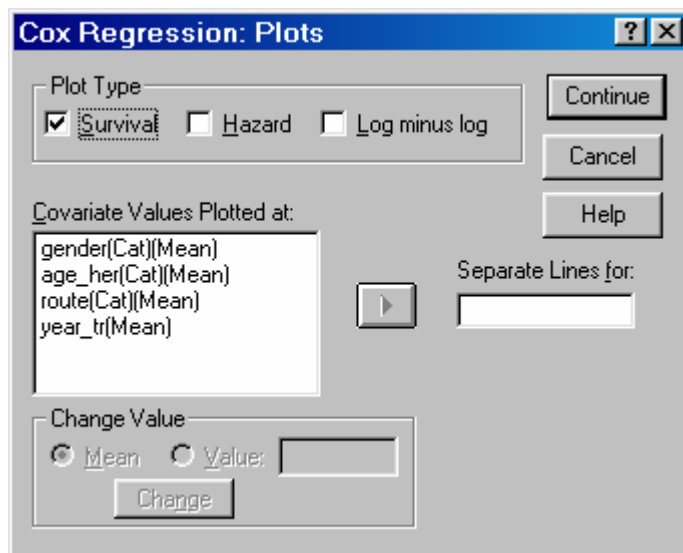 Cox Regression: Plots
Plot Type
Survival Hazard Log minus log
Continue
Cancel
Help
Covariate Values Plotted at:
gender(Cat)(Mean)
age_her(Cat)(Mean)
route(Cat)(Mean)
year_tr(Mean)
Separate Lines for:
Change Value
Mean Value:
Change